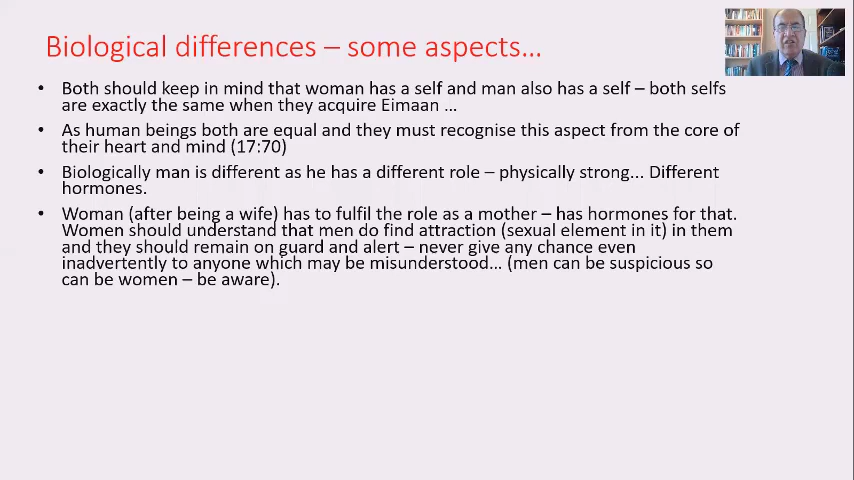 Biological differences – some aspects...
• Both should keep in mind that woman has a self and man also has a self – both selfs
are exactly the same when they acquire Eimaan ...
• As human beings both are equal and they must recognise this aspect from the core of
their heart and mind (17:70)
• Biologically man is different as he has a different role – physically strong... Different
hormones.
• Woman (after being a wife) has to fulfil the role as a mother – has hormones for that.
Women should understand that men do find attraction (sexual element in it) in them
and they should remain on guard and alert – never give any chance even
inadvertently to anyone which may be misunderstood... (men can be suspicious so
can be women – be aware).